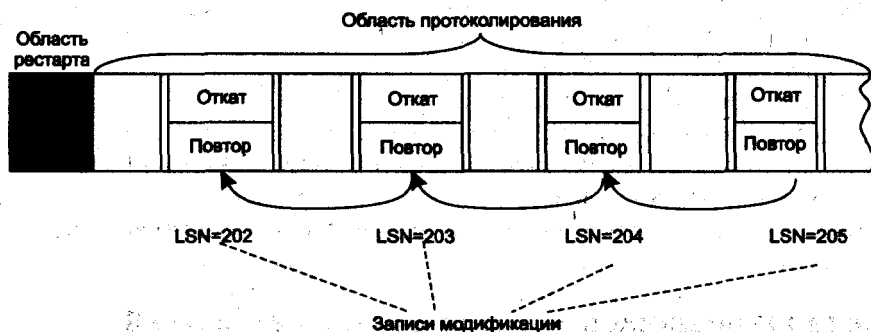 Область протоколирования
Область
рестарта
Откат
Откат
Откат
Откат
Повтор
Повтор
Повтор
Повтор
LSN=202
LSN=203
LSN=204
LSN=205
Записи модификации